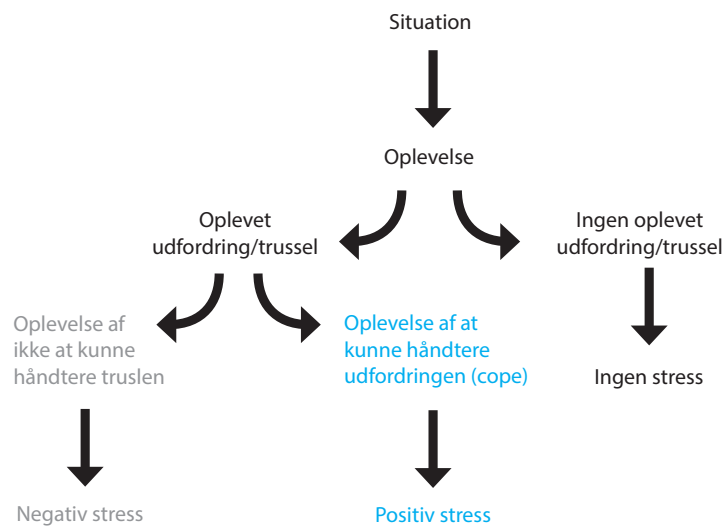 Situation
Oplevelse
Oplevet
udfordring/trussel
Ingen oplevet
udfordring/trussel
Oplevelse af
ikke at kunne
håndtere truslen
Oplevelse af at
kunne håndtere
udfordringen (cope)
Ingen stress
Negativ stress
Positiv stress